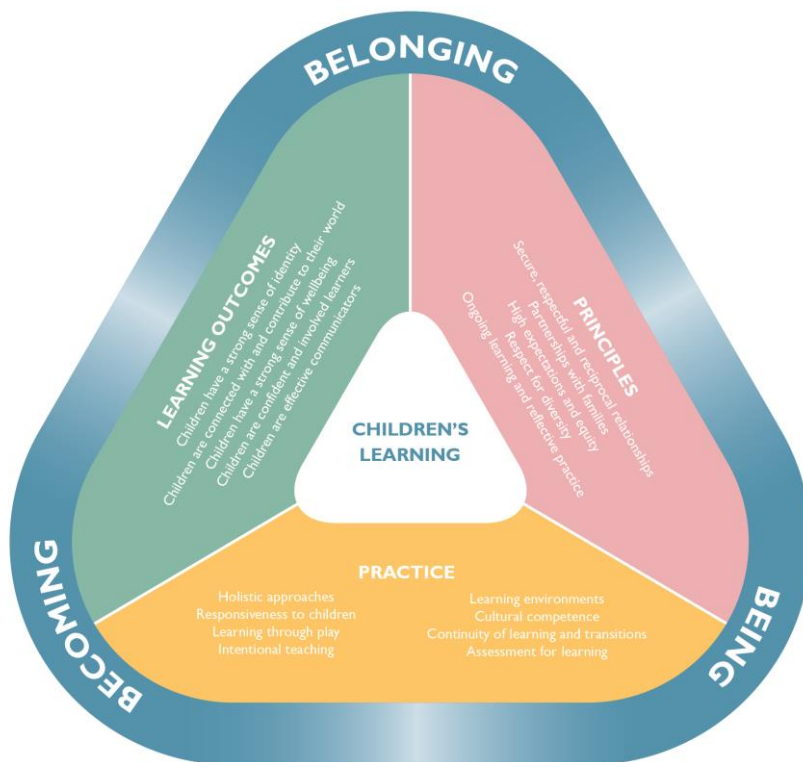 BELONGING
LEARNING OUTCOMES
Children have a strong sense of identity
Children are connected with and contribute to their world
Children have a strong sense of wellbeing
Children are confident and involved learners
Children are effective communicators
PRINCIPLES
Secure, respectful and reciprocal relationships
Partnerships with families
High expectations and equity
Respect for diversity
Ongoing learning and reflective practice
CHILDREN'S
LEARNING
PRACTICE
Holistic approaches
Responsiveness to children
Learning through play
Intentional teaching
Learning environments
Cultural competence
Continuity of learning and transitions
Assessment for learning
BECOMING
BEING